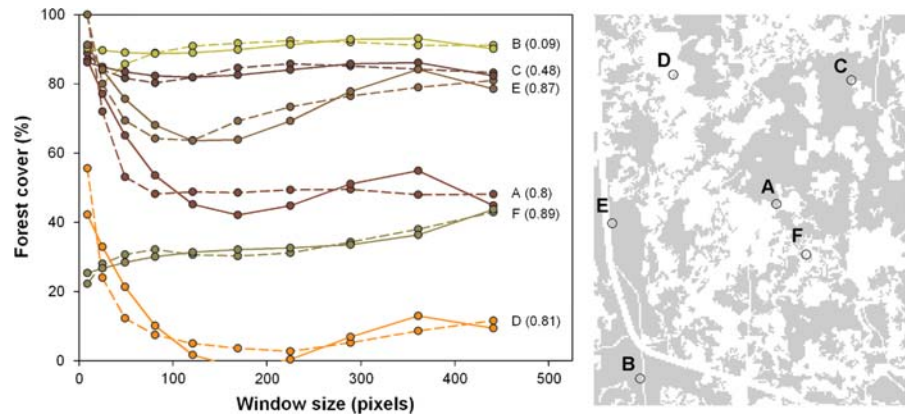 100
80
60
40
20
0
Forest cover (%)
0 100 200 300 400 500
Window size (pixels)
B (0.09)
C (0.48)
E (0.87)
A (0.8)
F (0.89)
D (0.81)
D
C
A
E
F
B